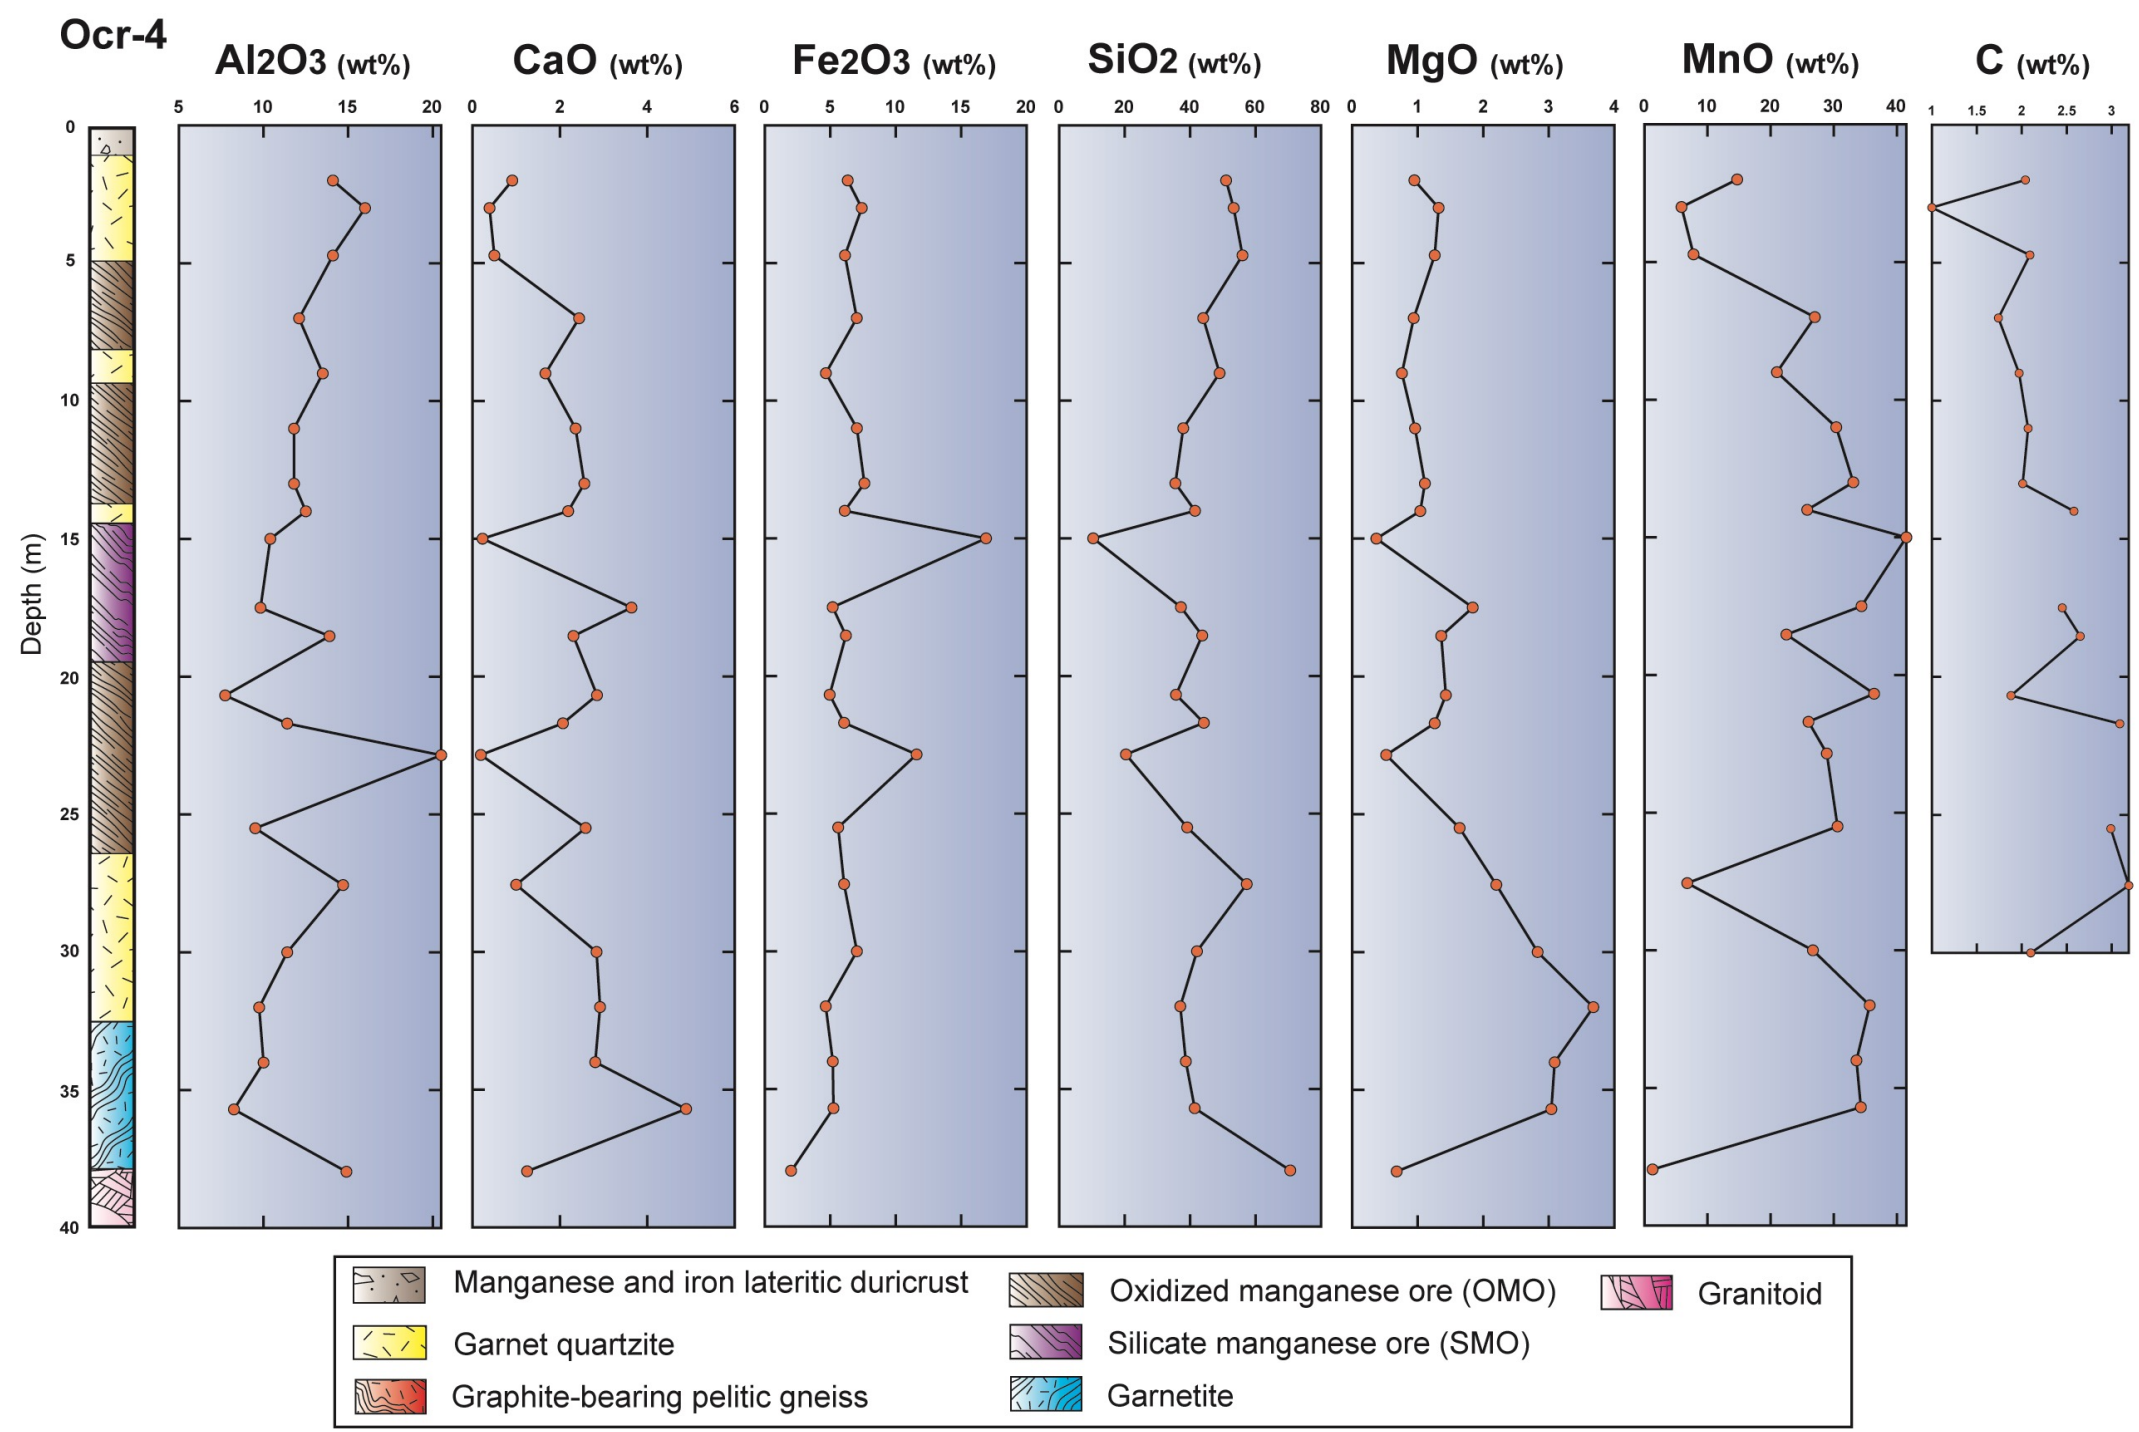 Ocr-4
Al2O3 (wt%) CaO (wt%) Fe2O3 (wt%) SiO2 (wt%) MgO (wt%) MnO (wt%) C (wt%)
5 10 15 20 0 2 4 6 0 5 10 15 20 0 20 40 60 80 0 1 2 3 4 0 10 20 30 40 1 1.5 2 2.5 3
0
5
10
15
Depth (m)
20
25
30
35
40
Manganese and iron lateritic duricrust Oxidized manganese ore (OMO) Granitoid
Garnet quartzite Silicate manganese ore (SMO)
Graphite-bearing pelitic gneiss Garnetite